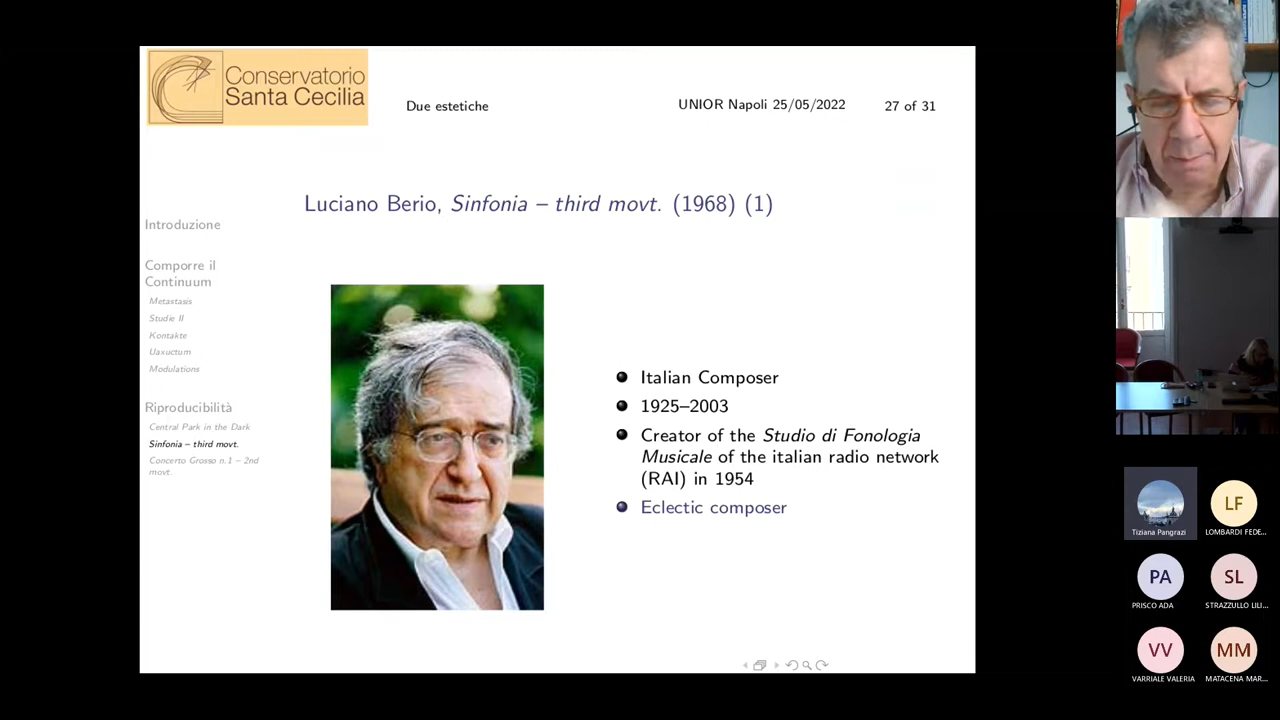 Conservatorio
Santa Cecilia
Due estetiche
UNIOR Napoli 25/05/2022
27 of 31
Luciano Berio, Sinfonia – third movt. (1968) (1)
Introduzione
Comporre il
Continuum
Metastasis
Studie II
Kontakte
Uaxuctum
Modulations
Riproducibilità
Central Park in the Dark
Sinfonia – third movt.
Concerto Grosso n.1 – 2nd
movt.
Italian Composer
1925–2003
Creator of the Studio di Fonologia
Musicale of the italian radio network
(RAI) in 1954
Eclectic composer
Tiziana Pangrazi
LF
LOMBARDI FEDE...
PA
PRISCO ADA
SL
STRAZZULLO LILI...
VV
VARRIALE VALERIA
MM
MATACENA MAR...